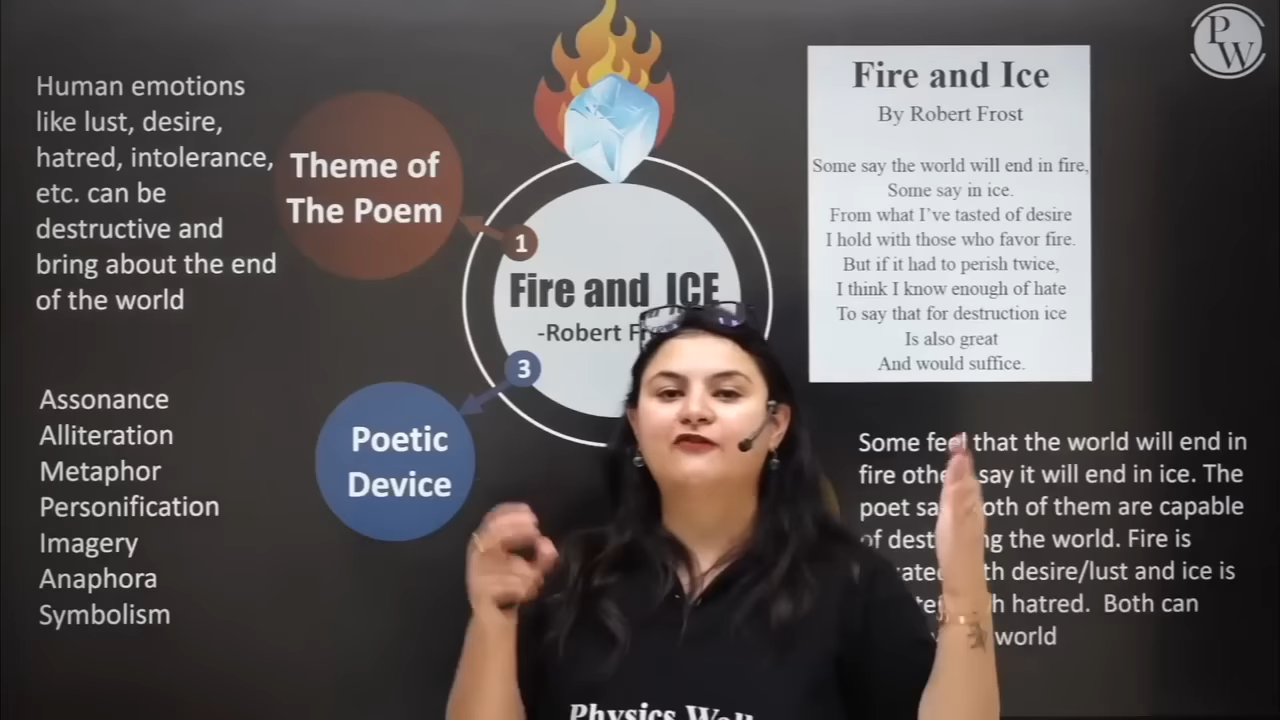 Human emotions
like lust, desire,
hatred, intolerance,
etc. can be
destructive and
bring about the end
of the world
Theme of
The Poem
1
Fire and ICE
-Robert
3
Poetic
Device
Assonance
Alliteration
Metaphor
Personification
Imagery
Anaphora
Symbolism
PW
Fire and Ice
By Robert Frost
Some say the world will end in fire,
Some say in ice.
From what I've tasted of desire
I hold with those who favor fire.
But if it had to perish twice,
I think I know enough of hate
To say that for destruction ice
Is also great
And would suffice.
Some feel that the world will end in
fire say it will end in ice. The
poet of them are capable
the world. Fire is
desire/lust and ice is
hatred. Both can
world
Physics